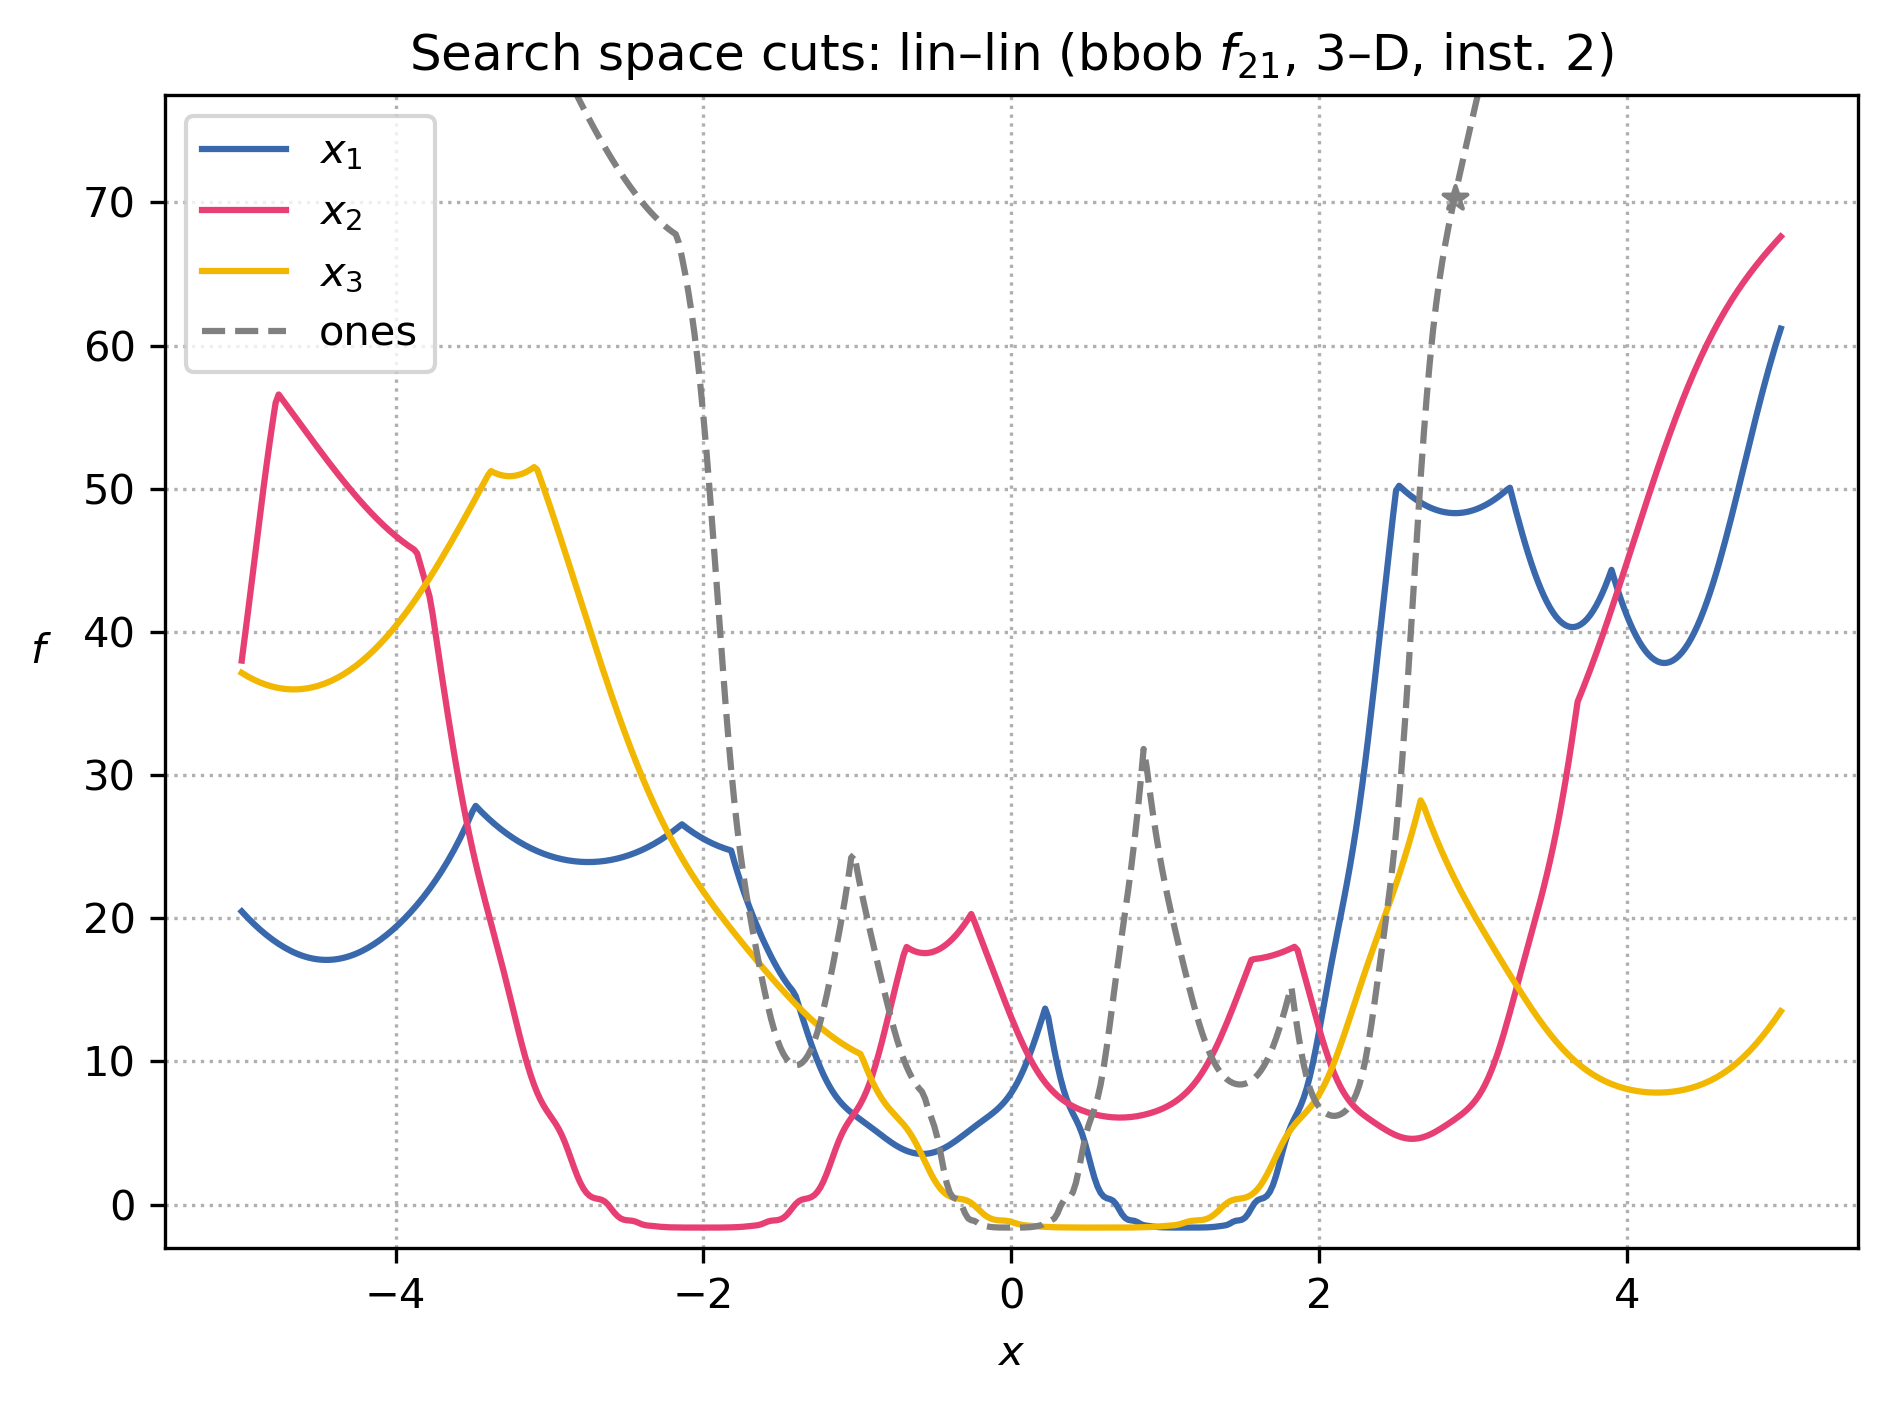 Search space cuts: lin–lin (bbob f21, 3–D, inst. 2)
x1
x2
x3
ones
f
70
60
50
40
30
20
10
0
−4 −2 0 2 4
x